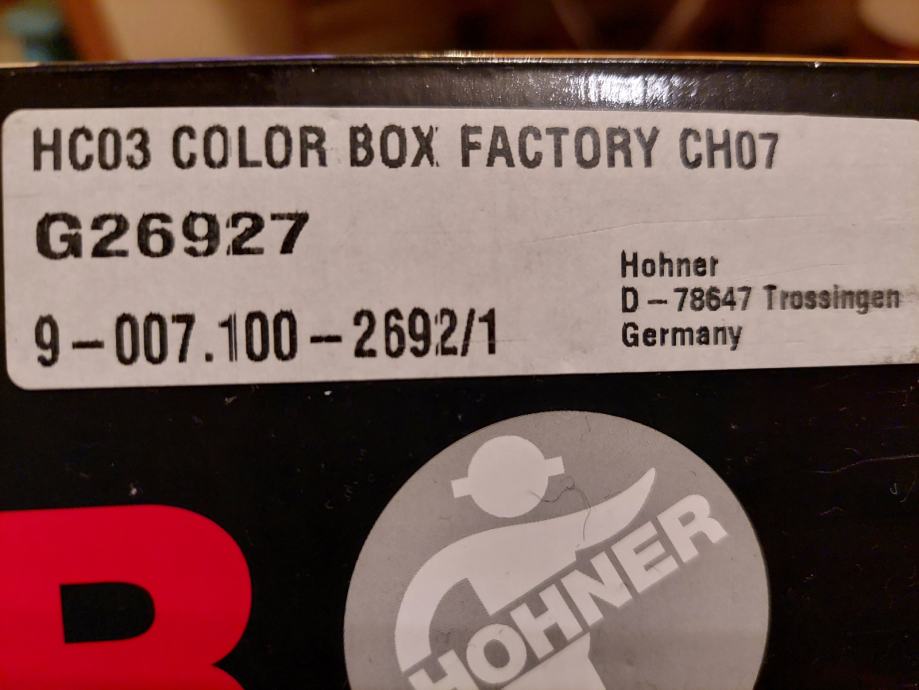 HC03 COLOR BOX FACTORY CH07
G26927
9-007.100-2692/1
Hohner
D-78647 Trossingen
Germany
HOHNER